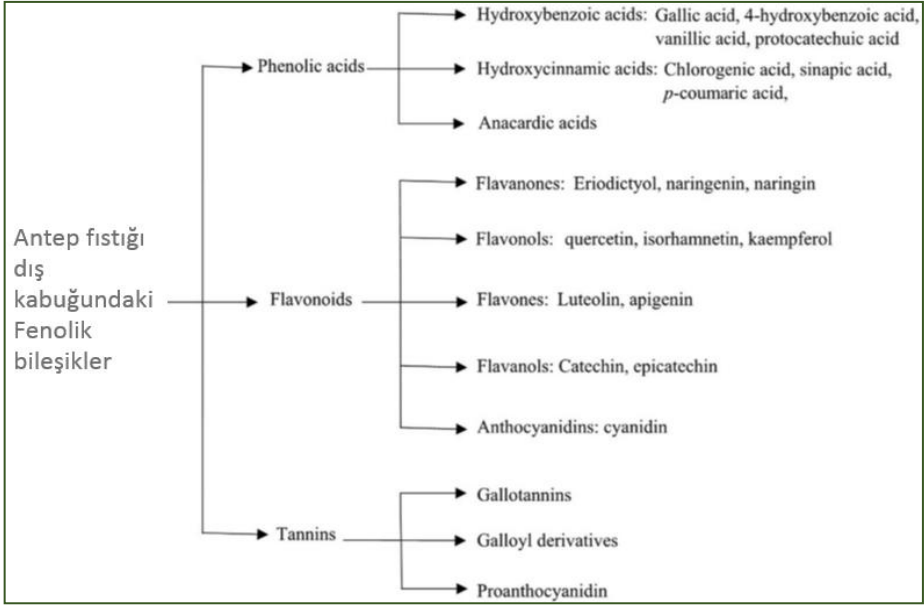 Antep fıstığı
dış
kabuğundaki
Fenolik
bileşikler
Phenolic acids
Hydroxybenzoic acids: Gallic acid, 4-hydroxybenzoic acid,
vanillic acid, protocatechuic acid
Hydroxycinnamic acids: Chlorogenic acid, sinapic acid,
p-coumaric acid,
Anacardic acids
Flavonoids
Flavanones: Eriodictyol, naringenin, naringin
Flavonols: quercetin, isorhamnetin, kaempferol
Flavones: Luteolin, apigenin
Flavanols: Catechin, epicatechin
Anthocyanidins: cyanidin
Tannins
Gallotannins
Galloyl derivatives
Proanthocyanidin